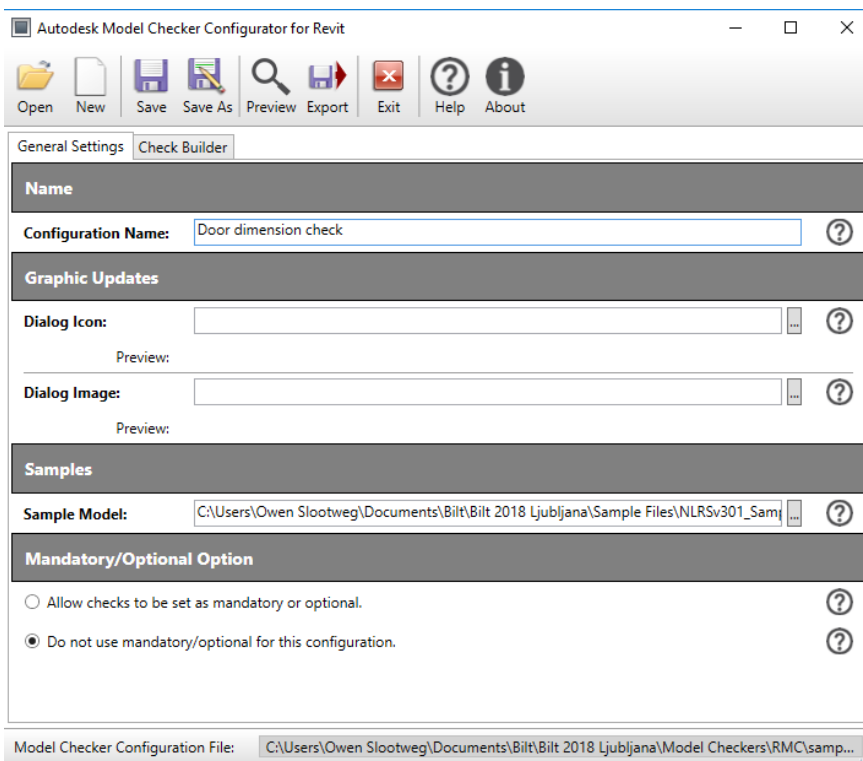 Autodesk Model Checker Configurator for Revit
Open New Save Save As Preview Export Exit Help About
General Settings Check Builder
Name
Configuration Name: Door dimension check
Graphic Updates
Dialog Icon: ...
Preview:
Dialog Image: ...
Preview:
Samples
Sample Model: C:\Users\Owen Slootweg\Documents\Bilt\Bilt 2018 Ljubljana\Sample Files\NLRSv301_Sam ...
Mandatory/Optional Option
Allow checks to be set as mandatory or optional.
Do not use mandatory/optional for this configuration.
Model Checker Configuration File: C:\Users\Owen Slootweg\Documents\Bilt\Bilt 2018 Ljubljana\Model Checkers\RMC\samp...